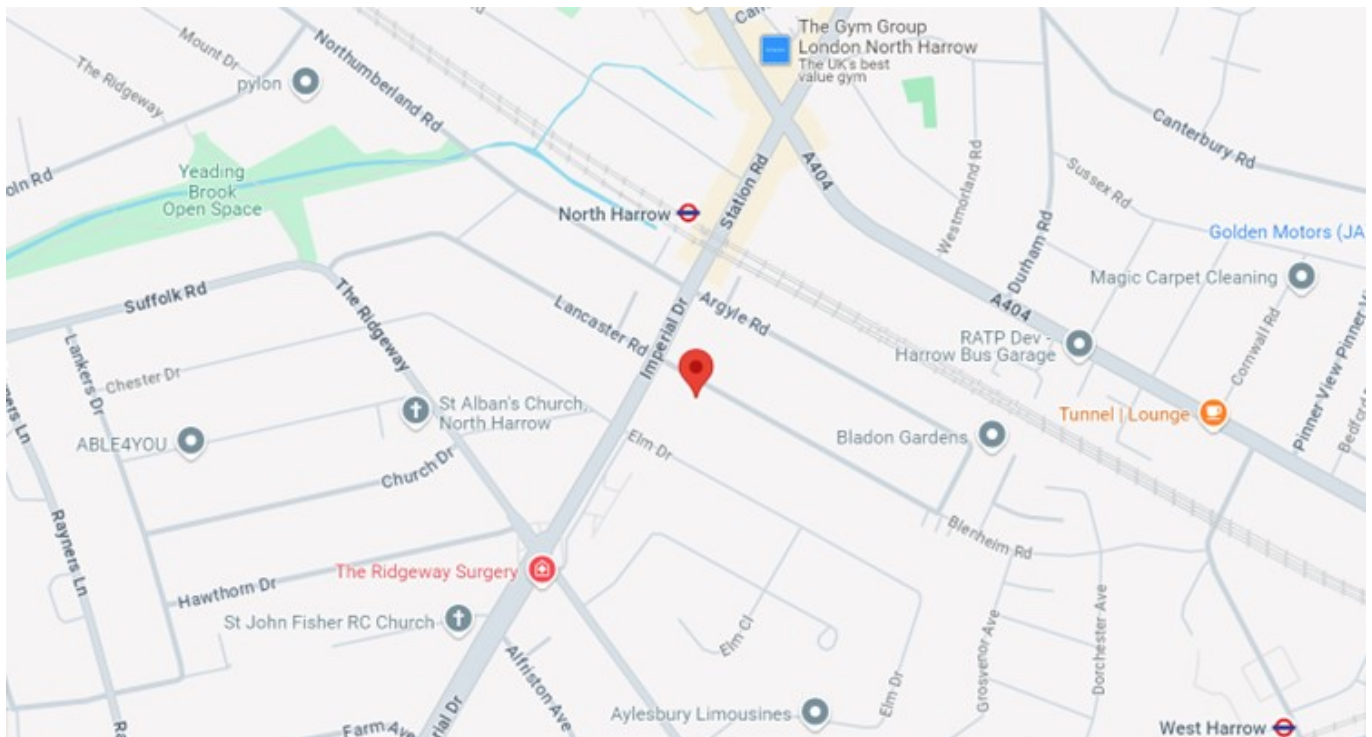 Mount Dr
The Ridgeway
pylon
Northumberland Rd
The Gym Group
London North Harrow
The UK's best
value gym
Canterbury Rd
Yeading
Brook
Open Space
North Harrow
Station Rd
A404
Westmorland Rd
Sussex Rd
Durham Rd
Golden Motors (JA
Magic Carpet Cleaning
Suffolk Rd
The Ridgeway
Lancaster Rd
Imperial Dr
Argyle Rd
A404
RATP Dev -
Harrow Bus Garage
Cornwall Rd
Lankers Dr
Chester Dr
St Alban's Church,
North Harrow
ABLE4YOU
Church Dr
Elm Dr
Bladon Gardens
Tunnel | Lounge
Pinner View
Rayners Ln
Hawthorn Dr
The Ridgeway Surgery
Blenheim Rd
St John Fisher RC Church
Alfriston Ave
Elm Cl
Elm Dr
Grosvenor Ave
Dorchester Ave
Farm Ave
Aylesbury Limousines
West Harrow